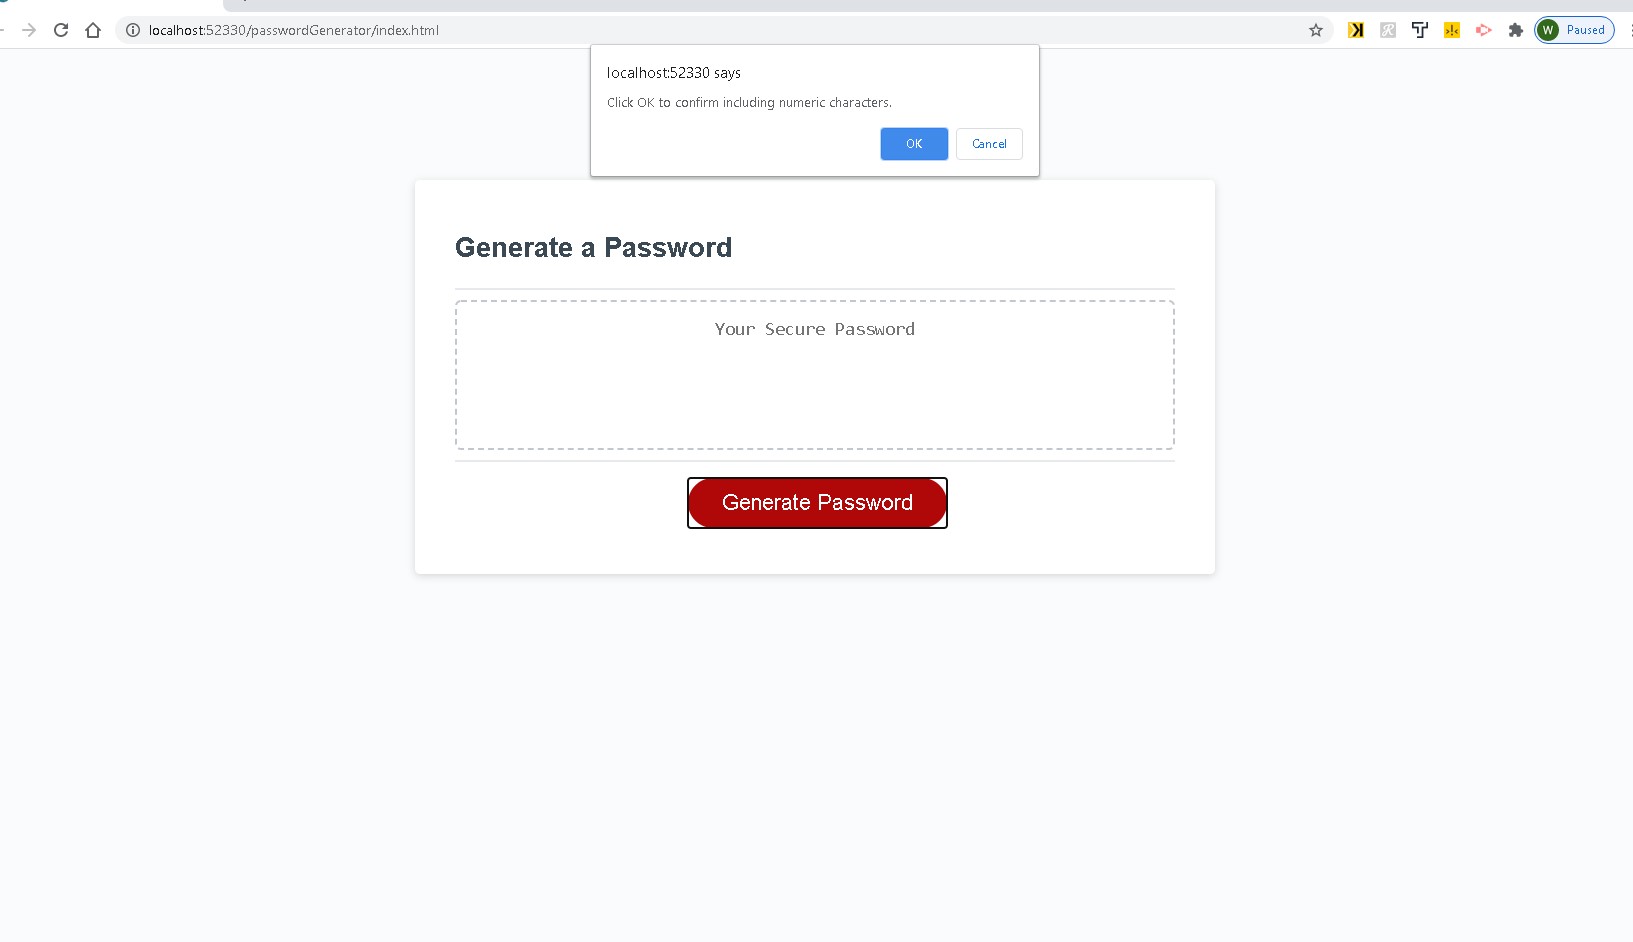 localhost:52330/passwordGenerator/index.html
W Paused
localhost:52330 says
Click OK to confirm including numeric characters.
OK Cancel
Generate a Password
Your Secure Password
Generate Password